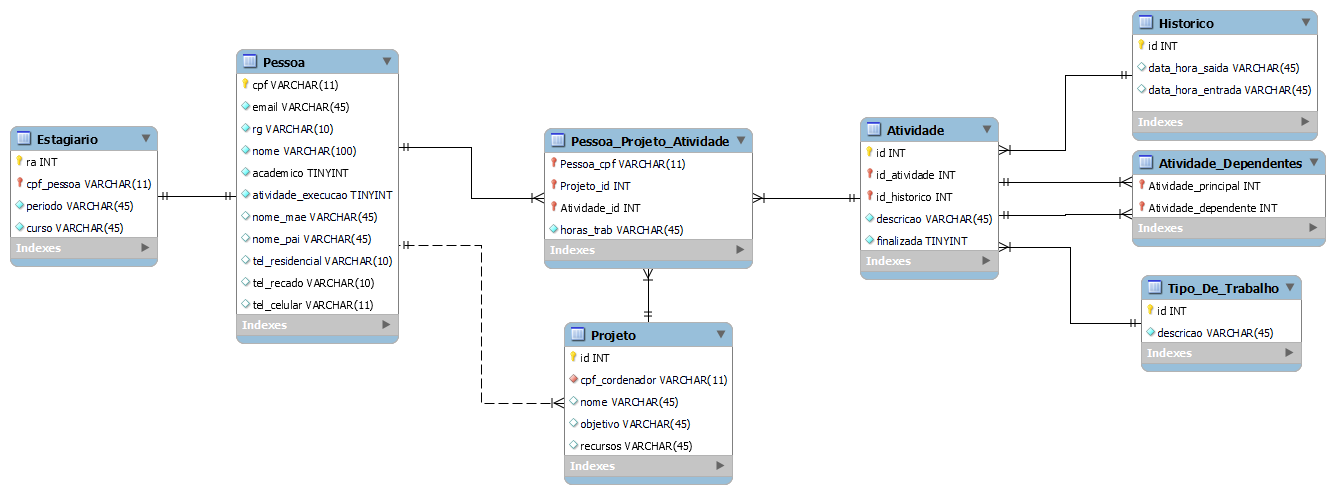 Estagiario
ra INT
cpf_pessoa VARCHAR(11)
periodo VARCHAR(45)
curso VARCHAR(45)
Indexes
Pessoa
cpf VARCHAR(11)
email VARCHAR(45)
rg VARCHAR(10)
nome VARCHAR(100)
academico TINYINT
atividade_execucao TINYINT
nome_mae VARCHAR(45)
nome_pai VARCHAR(45)
tel_residencial VARCHAR(10)
tel_recado VARCHAR(10)
tel_celular VARCHAR(11)
Indexes
Pessoa_Projeto_Atividade
Pessoa_cpf VARCHAR(11)
Projeto_id INT
Atividade_id INT
horas_trab VARCHAR(45)
Indexes
Projeto
id INT
cpf_cordenador VARCHAR(11)
nome VARCHAR(45)
objetivo VARCHAR(45)
recursos VARCHAR(45)
Indexes
Atividade
id INT
id_atividade INT
id_historico INT
descricao VARCHAR(45)
finalizada TINYINT
Indexes
Historico
id INT
data_hora_saida VARCHAR(45)
data_hora_entrada VARCHAR(45)
Indexes
Atividade_Dependentes
Atividade_principal INT
Atividade_dependente INT
Indexes
Tipo_De_Trabalho
id INT
descricao VARCHAR(45)
Indexes